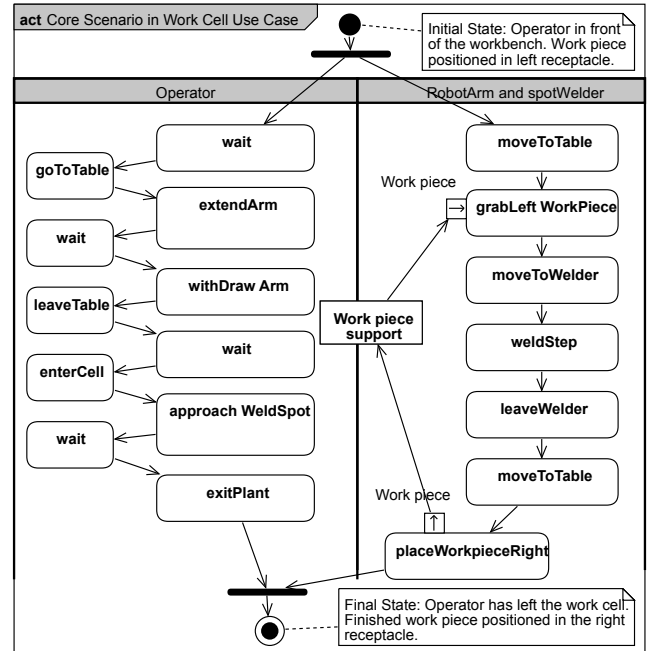 act Core Scenario in Work Cell Use Case
Initial State: Operator in front
of the workbench. Work piece
positioned in left receptacle.
Operator
RobotArm and spotWelder
wait
goToTable
extendArm
wait
withDraw Arm
leaveTable
wait
enterCell
approach WeldSpot
wait
exitPlant
moveToTable
Work piece
grabLeft WorkPiece
moveToWelder
Work piece
support
weldStep
leaveWelder
moveToTable
Work piece
placeWorkpieceRight
Final State: Operator has left the work cell.
Finished work piece positioned in the right
receptacle.